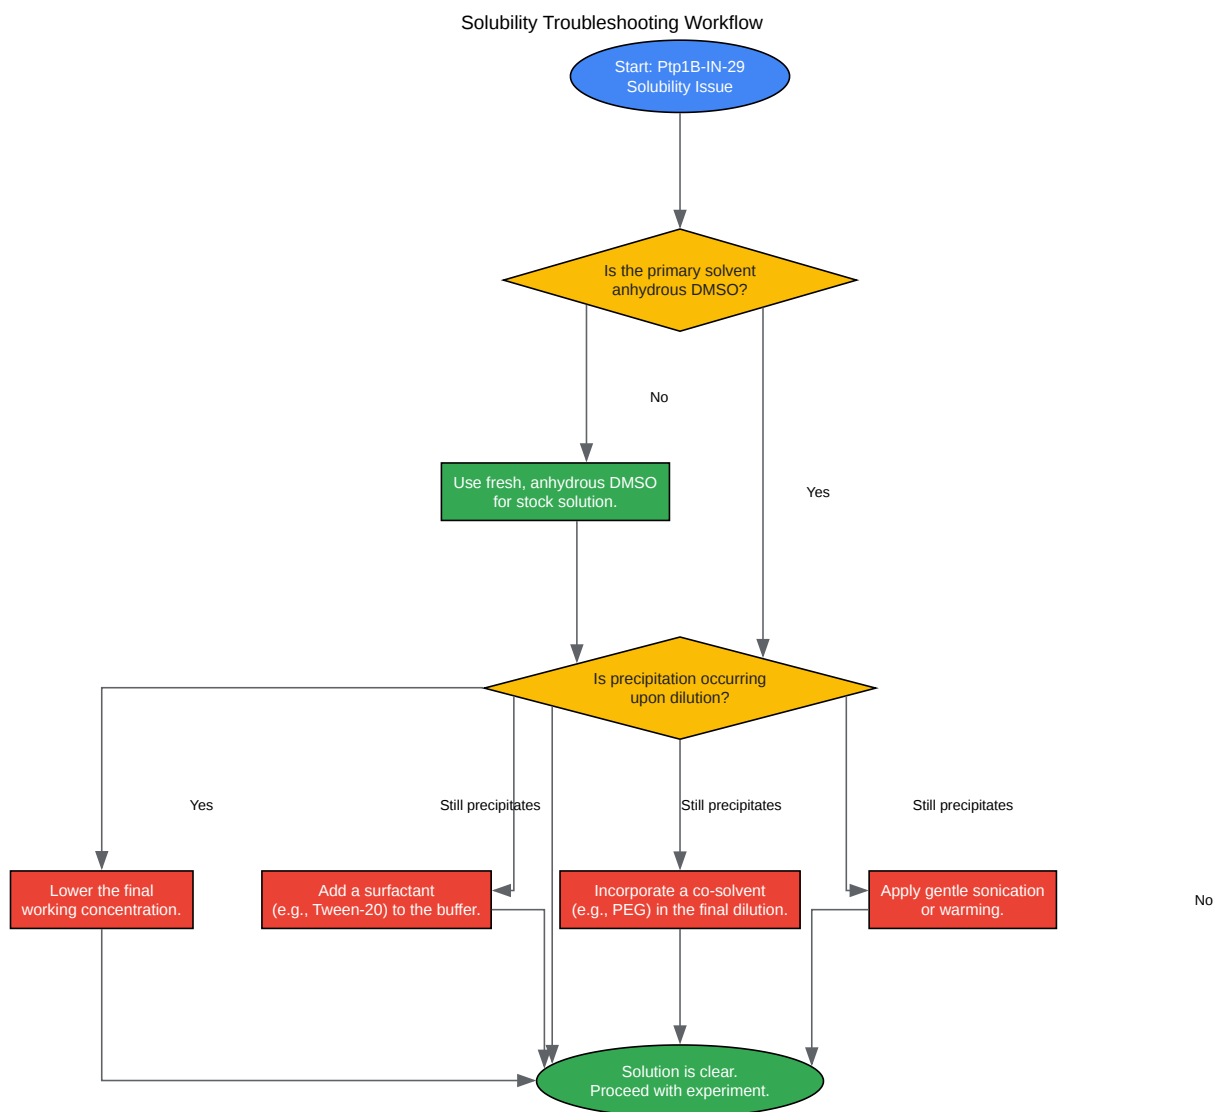 Solubility Troubleshooting Workflow
Start: Ptp1B-IN-29
Solubility Issue
Is the primary solvent
anhydrous DMSO?
No
Use fresh, anhydrous DMSO
for stock solution.
Yes
Is precipitation occurring
upon dilution?
Yes
Still precipitates
Still precipitates
Still precipitates
Lower the final
working concentration.
Add a surfactant
(e.g., Tween-20) to the buffer.
Incorporate a co-solvent
(e.g., PEG) in the final dilution.
Apply gentle sonication
or warming.
No
Solution is clear.
Proceed with experiment.